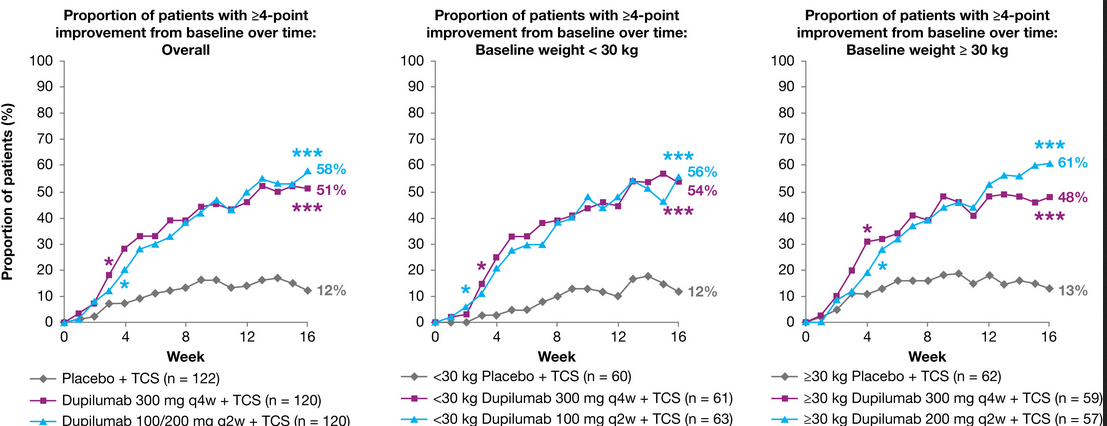 Proportion of patients with ≥4-point
improvement from baseline over time:
Overall
Proportion of patients (%)
100
90
80
70
60
50
40
30
20
10
0
***
58%
51%
***
*
*
12%
0 4 8 12 16
Week
Placebo + TCS (n = 122)
Dupilumab 300 mg q4w + TCS (n = 120)
Dupilumab 100/200 mg q2w + TCS (n = 120)
Proportion of patients with ≥4-point
improvement from baseline over time:
Baseline weight < 30 kg
100
90
80
70
60
50
40
30
20
10
0
***
56%
54%
***
*
*
12%
0 4 8 12 16
Week
<30 kg Placebo + TCS (n = 60)
<30 kg Dupilumab 300 mg q4w + TCS (n = 61)
<30 kg Dupilumab 100 mg q2w + TCS (n = 63)
Proportion of patients with ≥4-point
improvement from baseline over time:
Baseline weight ≥ 30 kg
100
90
80
70
60
50
40
30
20
10
0
***
61%
48%
***
*
*
13%
0 4 8 12 16
Week
≥30 kg Placebo + TCS (n = 62)
≥30 kg Dupilumab 300 mg q4w + TCS (n = 59)
≥30 kg Dupilumab 200 mg q2w + TCS (n = 57)